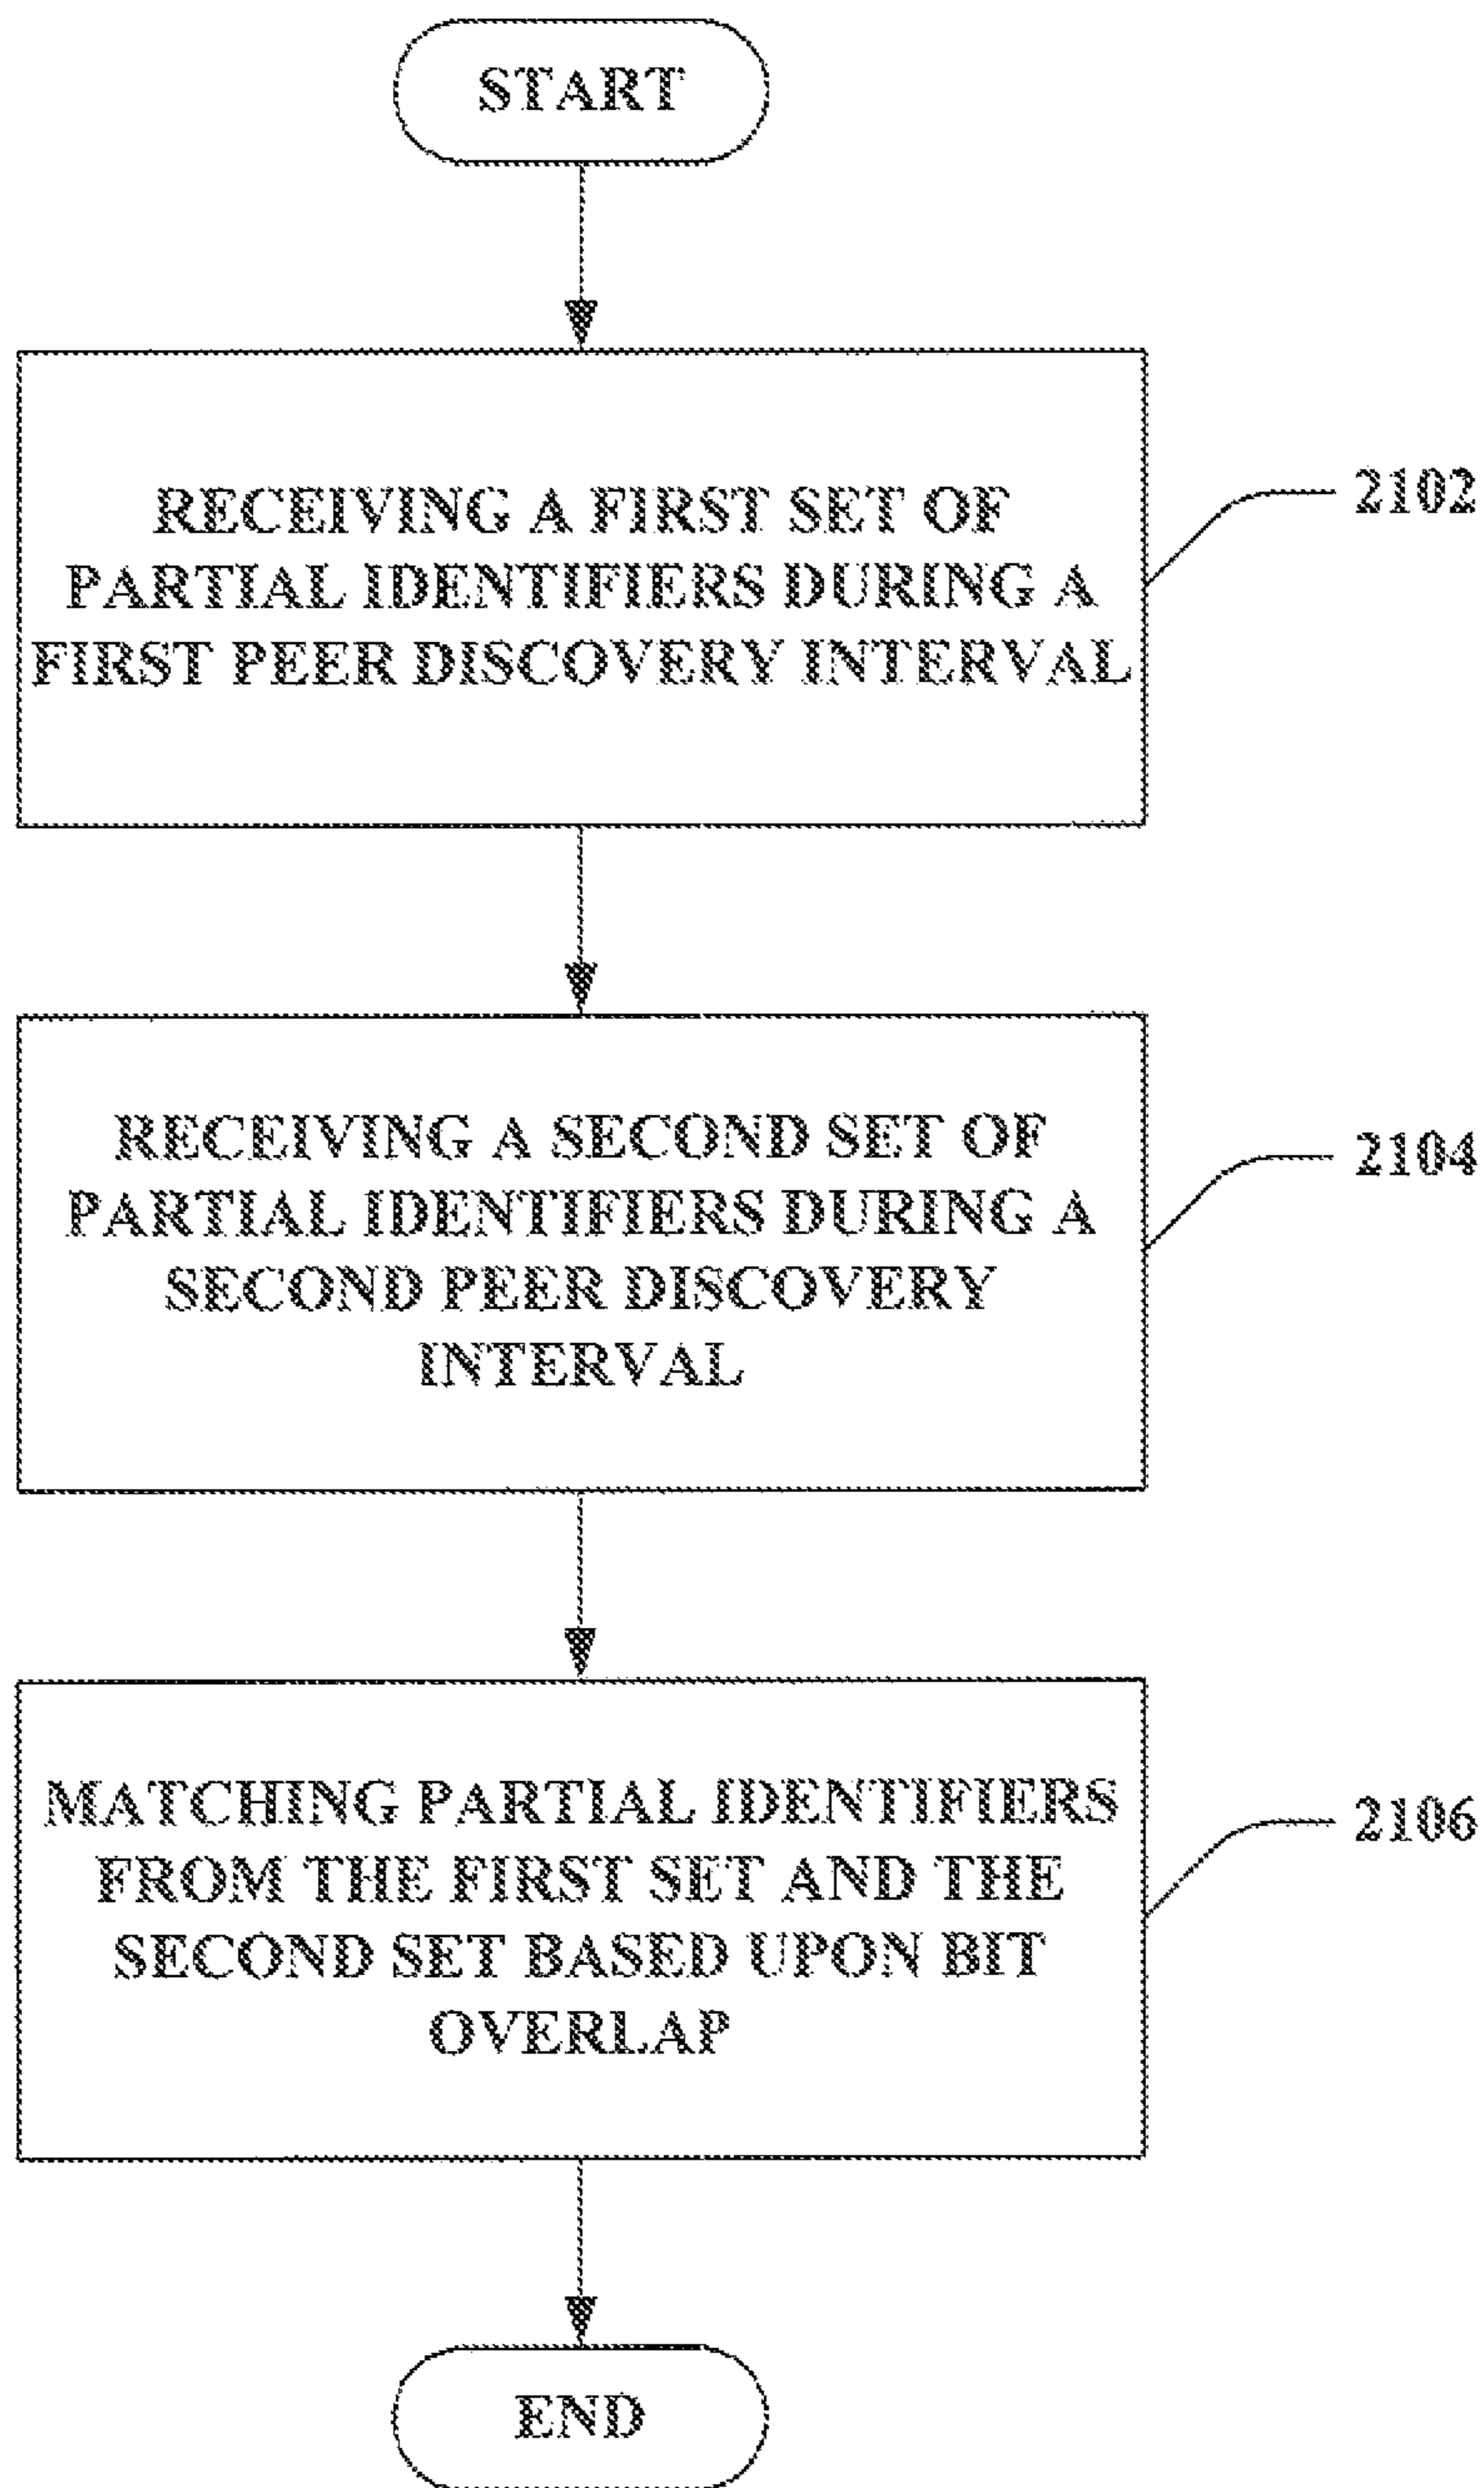 START
RECEIVING A FIRST SET OF
PARTIAL IDENTIFIERS DURING A
FIRST PEER DISCOVERY INTERVAL
2102
RECEIVING A SECOND SET OF
PARTIAL IDENTIFIERS DURING A
SECOND PEER DISCOVERY
INTERVAL
2104
MATCHING PARTIAL IDENTIFIERS
FROM THE FIRST SET AND THE
SECOND SET BASED UPON BIT
OVERLAP
2106
END